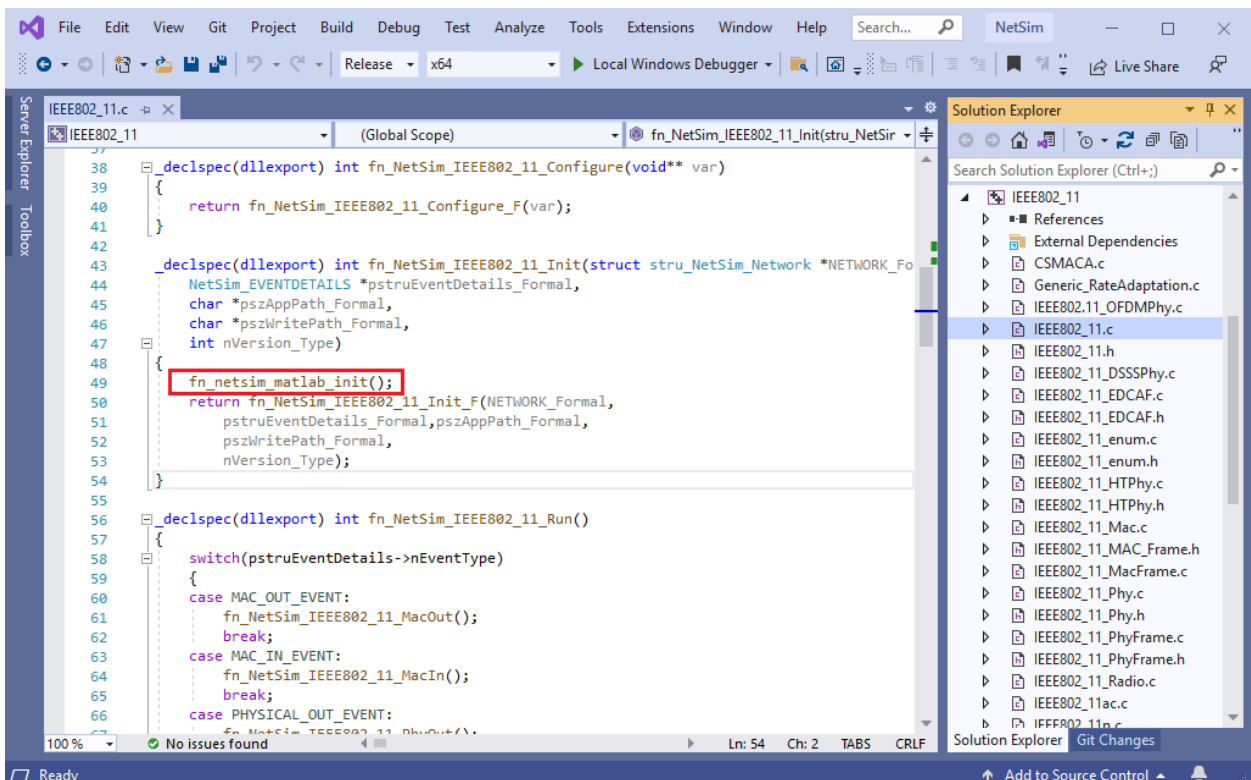 File Edit View Git Project Build Debug Test Analyze Tools Extensions Window Help Search... NetSim
Release x64 Local Windows Debugger Live Share
Server Explorer
Toolbox
IEEE802_11.c
IEEE802_11 (Global Scope) fn_NetSim_IEEE802_11_Init(stru_NetSir
37
38 _declspec(dllexport) int fn_NetSim_IEEE802_11_Configure(void** var)
39 {
40 return fn_NetSim_IEEE802_11_Configure_F(var);
41 }
42
43 _declspec(dllexport) int fn_NetSim_IEEE802_11_Init(struct stru_NetSim_Network *NETWORK_Fo
44 NetSim_EVENTDETAILS *pstruEventDetails_Formal,
45 char *pszAppPath_Formal,
46 char *pszWritePath_Formal,
47 int nVersion_Type)
48 {
49 fn_netsim_matlab_init();
50 return fn_NetSim_IEEE802_11_Init_F(NETWORK_Formal,
51 pstruEventDetails_Formal,pszAppPath_Formal,
52 pszWritePath_Formal,
53 nVersion_Type);
54 }
55
56 _declspec(dllexport) int fn_NetSim_IEEE802_11_Run()
57 {
58 switch(pstruEventDetails->nEventType)
59 {
60 case MAC_OUT_EVENT:
61 fn_NetSim_IEEE802_11_MacOut();
62 break;
63 case MAC_IN_EVENT:
64 fn_NetSim_IEEE802_11_MacIn();
65 break;
66 case PHYSICAL_OUT_EVENT:
67 fn_NetSim_IEEE802_11_PhyOut();
100 % No issues found Ln: 54 Ch: 2 TABS CRLF
Solution Explorer
Search Solution Explorer (Ctrl+;)
IEEE802_11
References
External Dependencies
CSMACA.c
Generic_RateAdaptation.c
IEEE802.11_OFDMPhy.c
IEEE802_11.c
IEEE802_11.h
IEEE802_11_DSSSPhy.c
IEEE802_11_EDCAF.c
IEEE802_11_EDCAF.h
IEEE802_11_enum.c
IEEE802_11_enum.h
IEEE802_11_HTPhy.c
IEEE802_11_HTPhy.h
IEEE802_11_Mac.c
IEEE802_11_MAC_Frame.h
IEEE802_11_MacFrame.c
IEEE802_11_Phy.c
IEEE802_11_Phy.h
IEEE802_11_PhyFrame.c
IEEE802_11_PhyFrame.h
IEEE802_11_Radio.c
IEEE802_11ac.c
IEEE802_11n.c
Solution Explorer Git Changes
Ready Add to Source Control